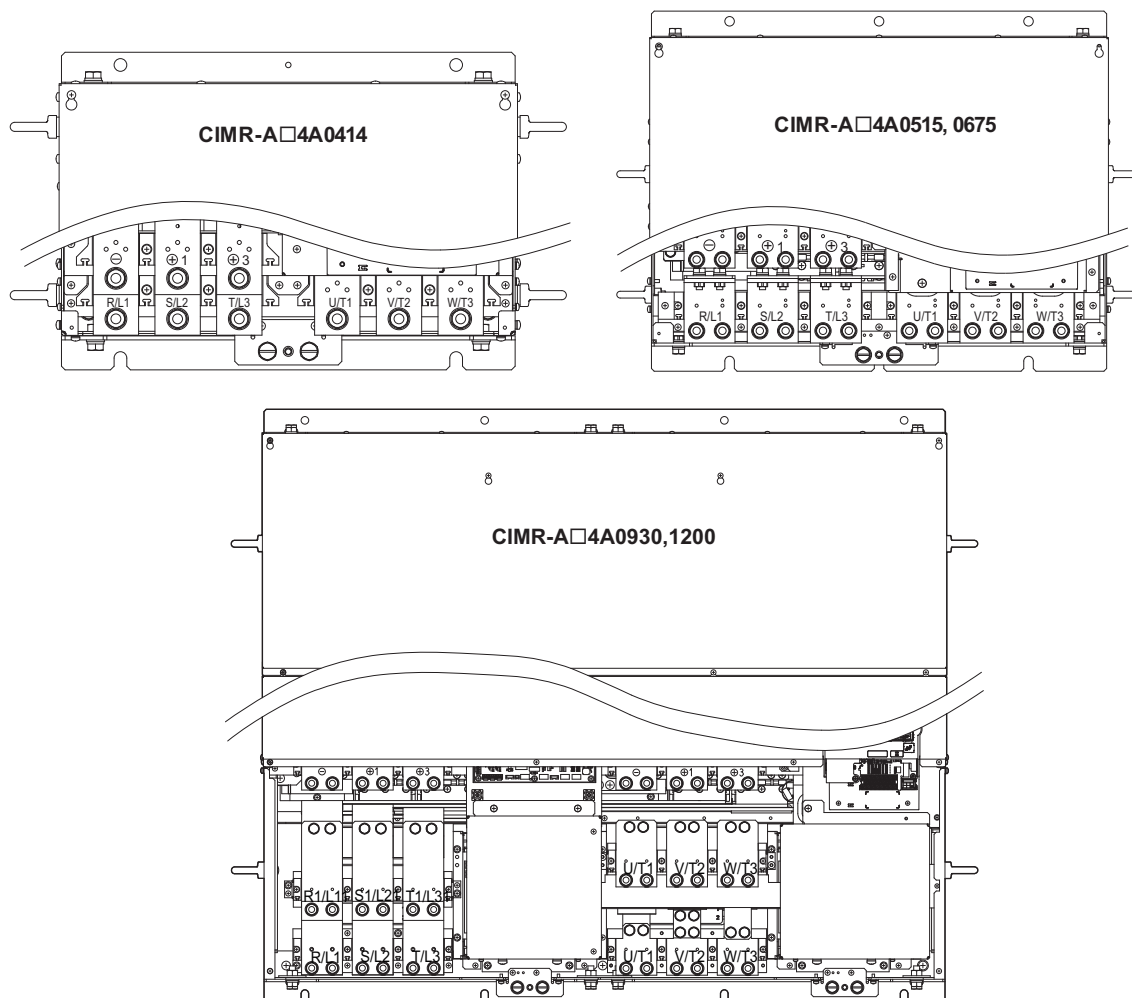 CIMR-A□4A0414
⊖ ⊕1 ⊕3
R/L1 S/L2 T/L3 U/T1 V/T2 W/T3
CIMR-A□4A0515, 0675
⊖ ⊕1 ⊕3
R/L1 S/L2 T/L3 U/T1 V/T2 W/T3
CIMR-A□4A0930,1200
⊖ ⊕1 ⊕3 ⊖ ⊕1 ⊕3
U/T1 V/T2 W/T3
R1/L11 S1/L21 T1/L31
R/L1 S/L2 T/L3 U/T1 V/T2 W/T3